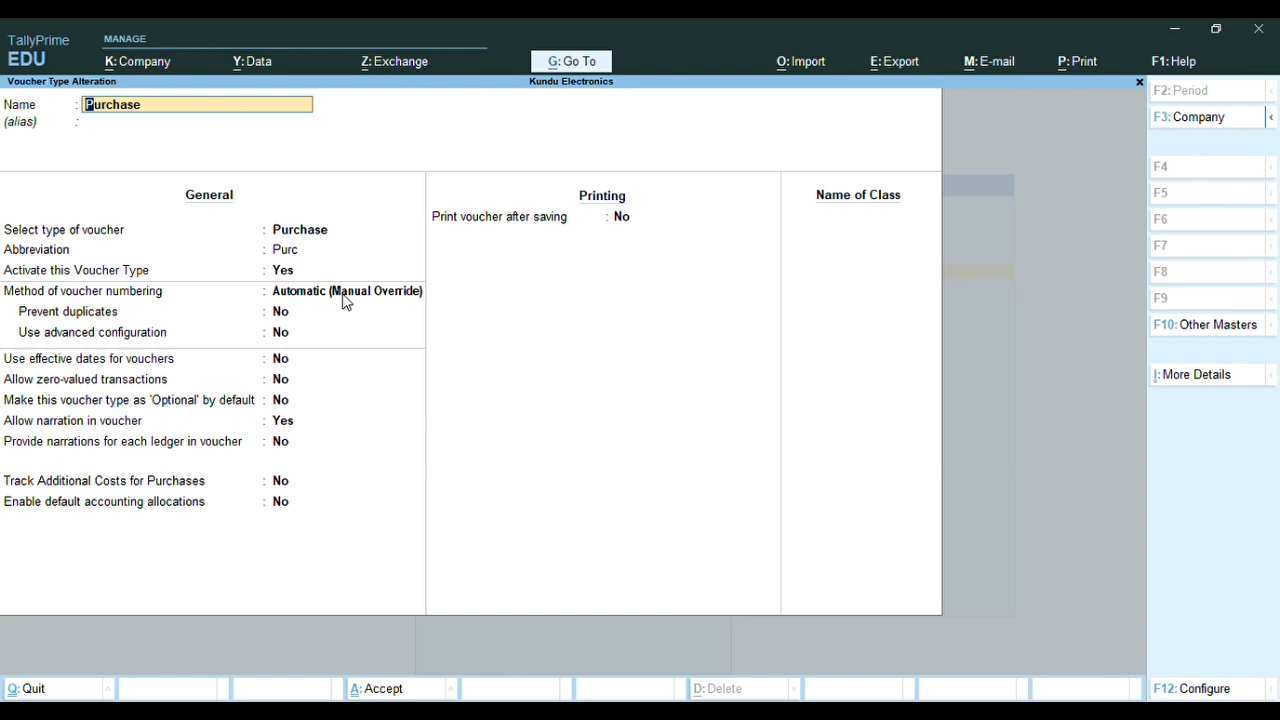 TallyPrime
EDU
MANAGE
K: Company
Y: Data
Z: Exchange
G: Go To
O: Import
E: Export
M: E-mail
P: Print
F1: Help
Voucher Type Alteration
Kundu Electronics
Name : Purchase
(alias) :
General
Select type of voucher : Purchase
Abbreviation : Purc
Activate this Voucher Type : Yes
Method of voucher numbering : Automatic (Manual Override)
Prevent duplicates : No
Use advanced configuration : No
Use effective dates for vouchers : No
Allow zero-valued transactions : No
Make this voucher type as 'Optional' by default : No
Allow narration in voucher : Yes
Provide narrations for each ledger in voucher : No
Track Additional Costs for Purchases : No
Enable default accounting allocations : No
Printing
Print voucher after saving : No
Name of Class
F2: Period
F3: Company
F4
F5
F6
F7
F8
F9
F10: Other Masters
I: More Details
Q: Quit
A: Accept
D: Delete
F12: Configure